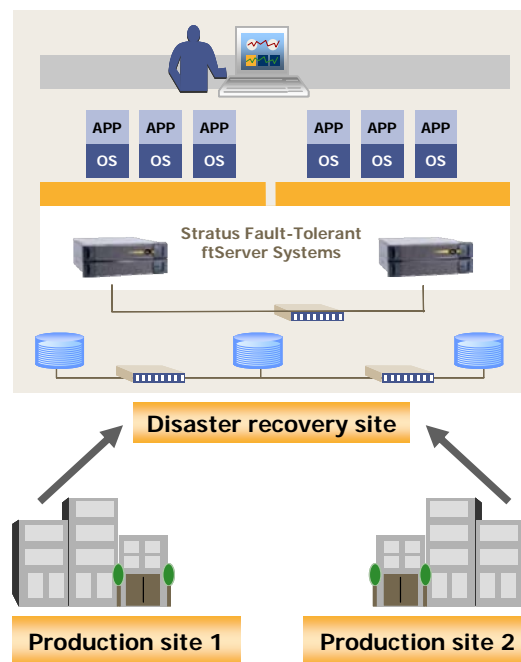 APP APP APP APP APP APP
OS OS OS OS OS OS
Stratus Fault-Tolerant
ftServer Systems
Disaster recovery site
Production site 1
Production site 2